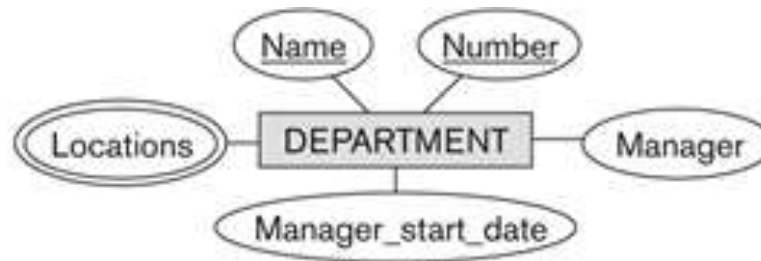 Name
Number
Locations
DEPARTMENT
Manager
Manager_start_date